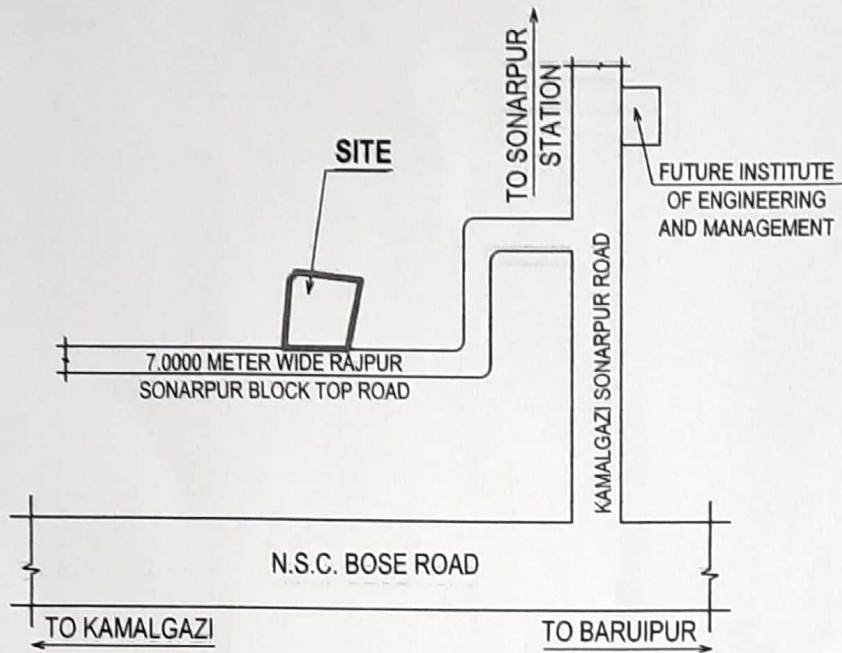 TO SONARPUR
STATION
SITE
FUTURE INSTITUTE
OF ENGINEERING
AND MANAGEMENT
KAMALGAZI SONARPUR ROAD
7.0000 METER WIDE RAJPUR
SONARPUR BLOCK TOP ROAD
N.S.C. BOSE ROAD
TO KAMALGAZI
TO BARUIPUR